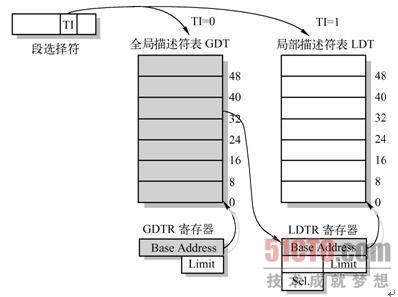 TI=0
TI=1
TI
段选择符
全局描述符表 GDT
局部描述符表 LDT
48
40
32
24
16
8
0
48
40
32
24
16
8
0
GDTR 寄存器
LDTR 寄存器
Base Address
Limit
Base Address
Limit
Sel.
51CTO.com
技术成就梦想